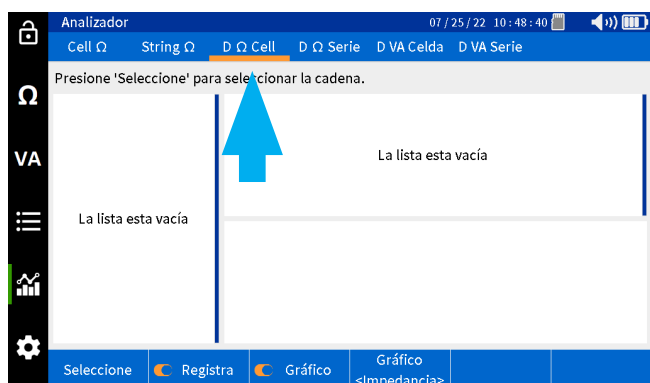 Analizador 07/25/22 10:48:40
Cell Ω String Ω D Ω Cell D Ω Serie D VA Celda D VA Serie
Presione 'Seleccione' para seleccionar la cadena.
Ω
VA
La lista esta vacía
La lista esta vacía
Seleccione Registra Gráfico Gráfico
<Impedancia>